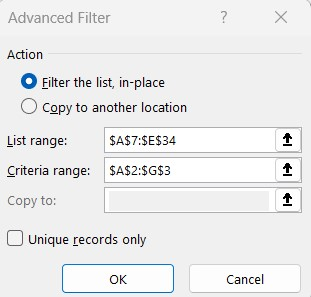 Advanced Filter ?
Action
Filter the list, in-place
Copy to another location
List range: $A$7:$E$34
Criteria range: $A$2:$G$3
Copy to:
Unique records only
OK Cancel